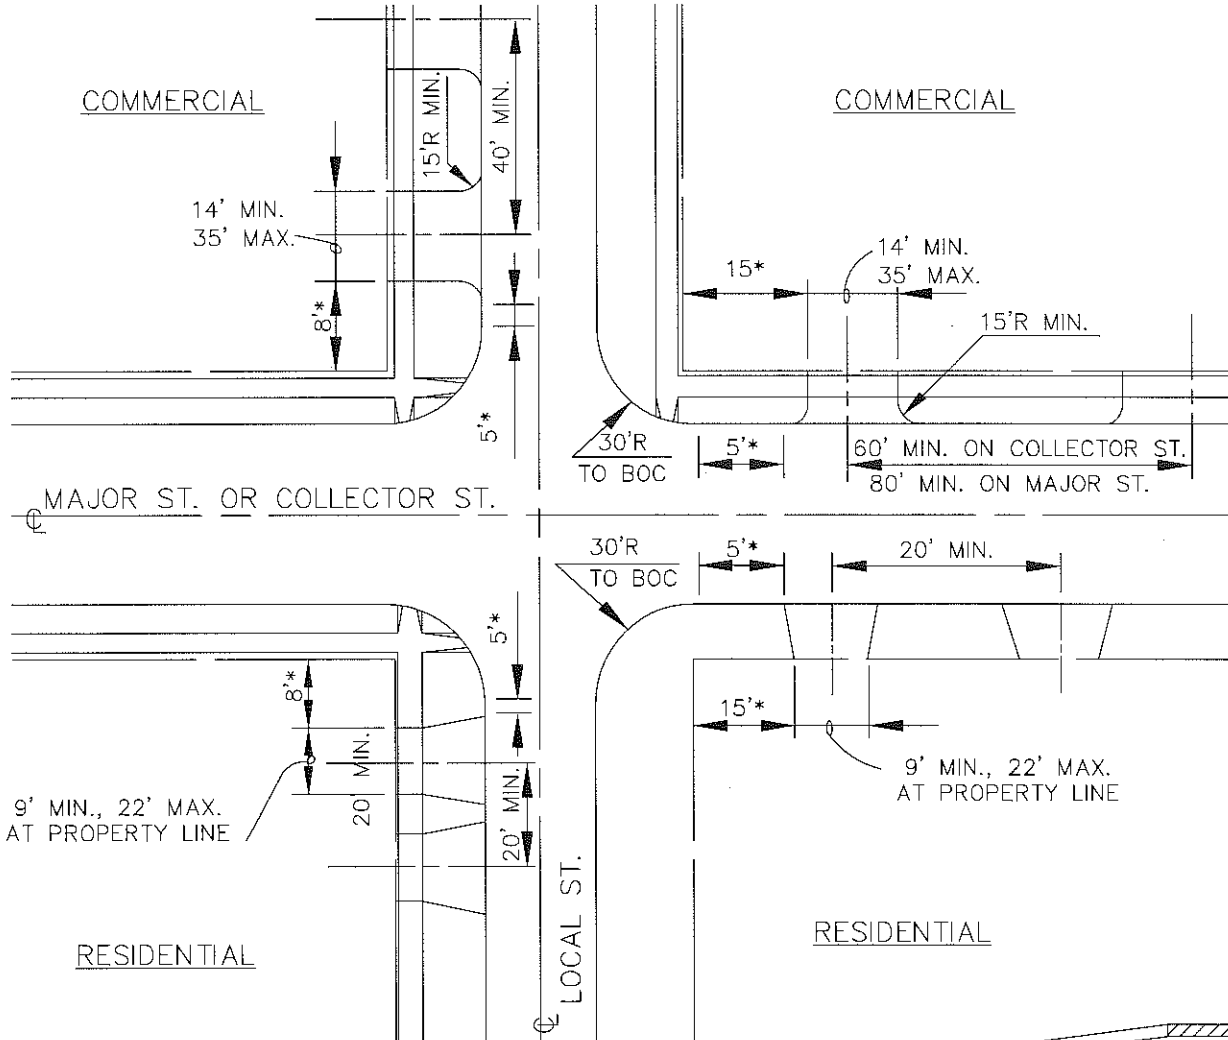 COMMERCIAL
COMMERCIAL
15'R MIN.
40' MIN.
14' MIN.
35' MAX.
8'*
5'*
15*
14' MIN.
35' MAX.
15'R MIN.
30'R
TO BOC
5'*
60' MIN. ON COLLECTOR ST.
80' MIN. ON MAJOR ST.
℄ MAJOR ST. OR COLLECTOR ST.
30'R
TO BOC
5'*
20' MIN.
5'*
8'*
20' MIN.
20' MIN.
9' MIN., 22' MAX.
AT PROPERTY LINE
15'*
9' MIN., 22' MAX.
AT PROPERTY LINE
℄ LOCAL ST.
RESIDENTIAL
RESIDENTIAL